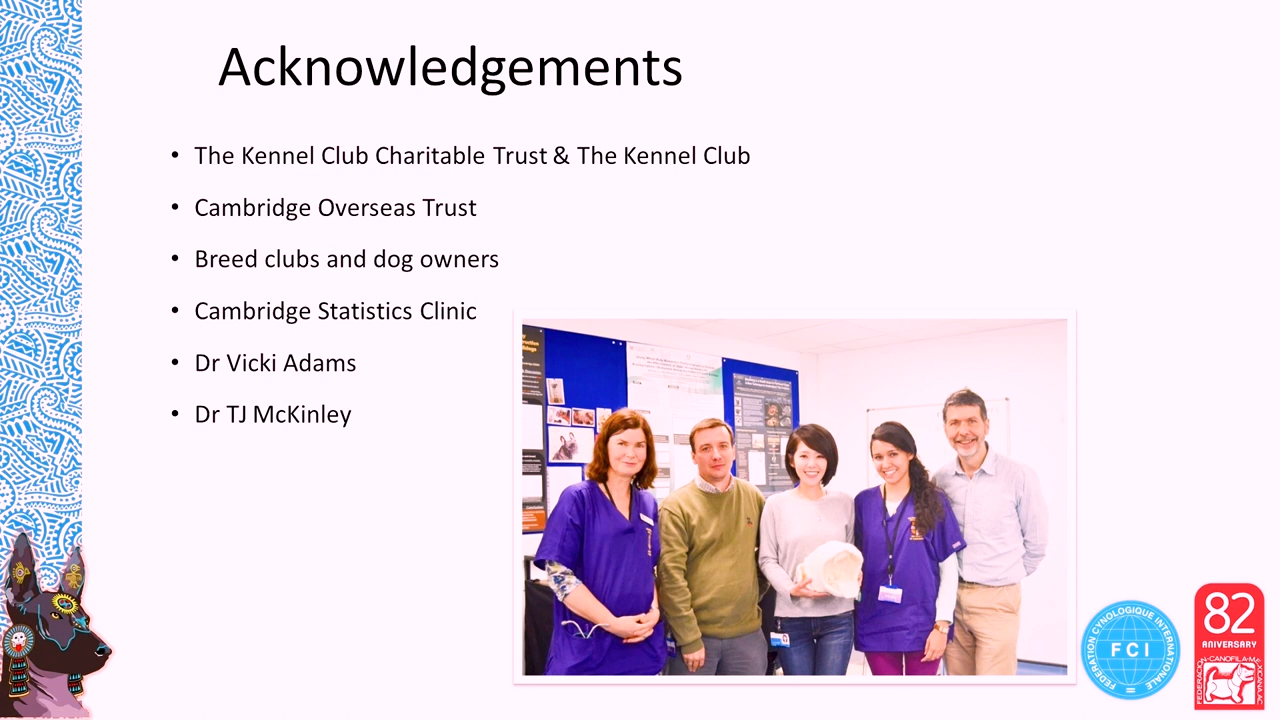 Acknowledgements
• The Kennel Club Charitable Trust & The Kennel Club
• Cambridge Overseas Trust
• Breed clubs and dog owners
• Cambridge Statistics Clinic
• Dr Vicki Adams
• Dr TJ McKinley
FEDERATION CYNOLOGIQUE INTERNATIONALE
FCI
82
ANIVERSARY